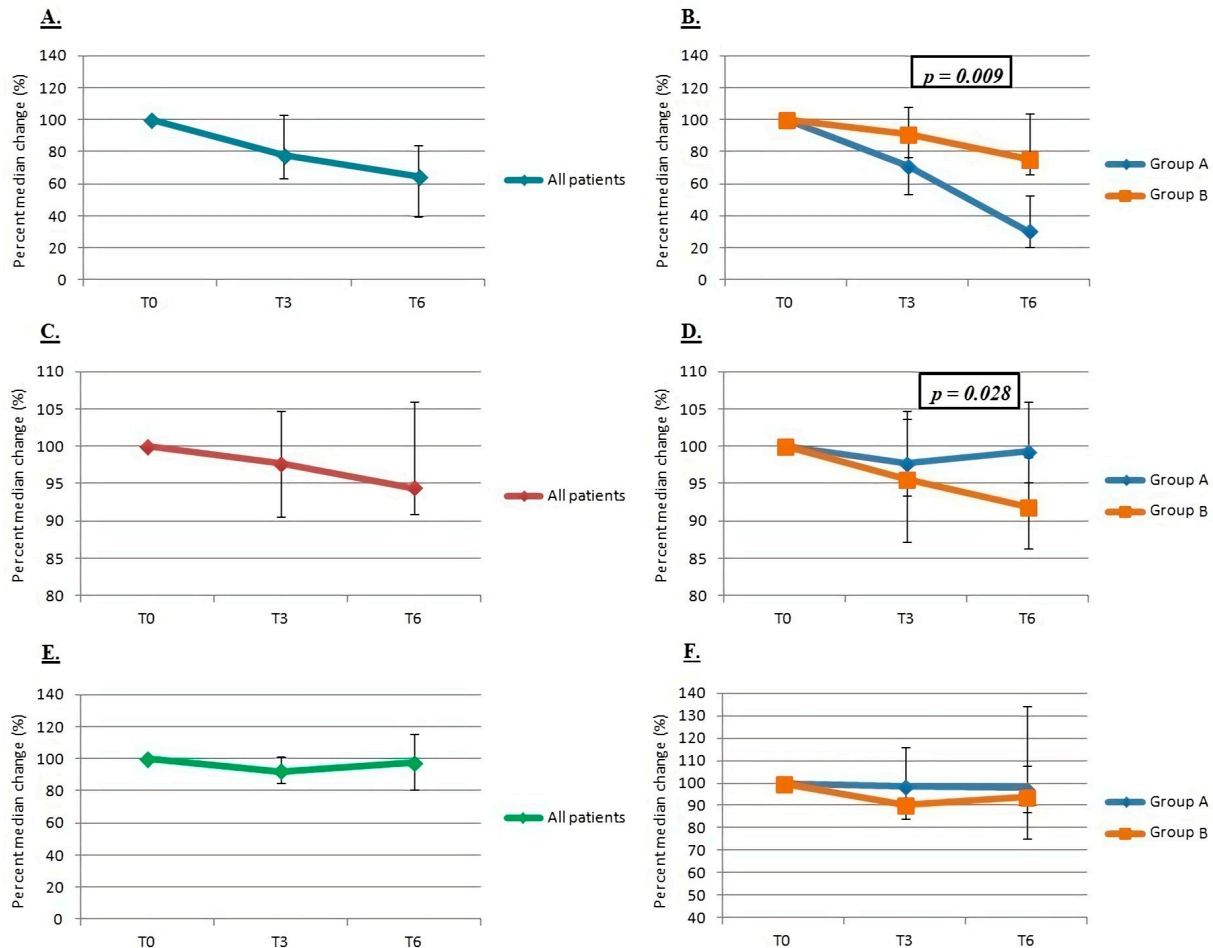 A.
Percent median change (%)
140
120
100
80
60
40
20
0
T0 T3 T6
All patients
B.
Percent median change (%)
140
120
100
80
60
40
20
0
p = 0.009
T0 T3 T6
Group A
Group B
C.
Percent median change (%)
110
105
100
95
90
85
80
T0 T3 T6
All patients
D.
Percent median change (%)
110
105
100
95
90
85
80
p = 0.028
T0 T3 T6
Group A
Group B
E.
Percent median change (%)
140
120
100
80
60
40
20
0
T0 T3 T6
All patients
F.
Percent median change (%)
140
130
120
110
100
90
80
70
60
50
40
T0 T3 T6
Group A
Group B